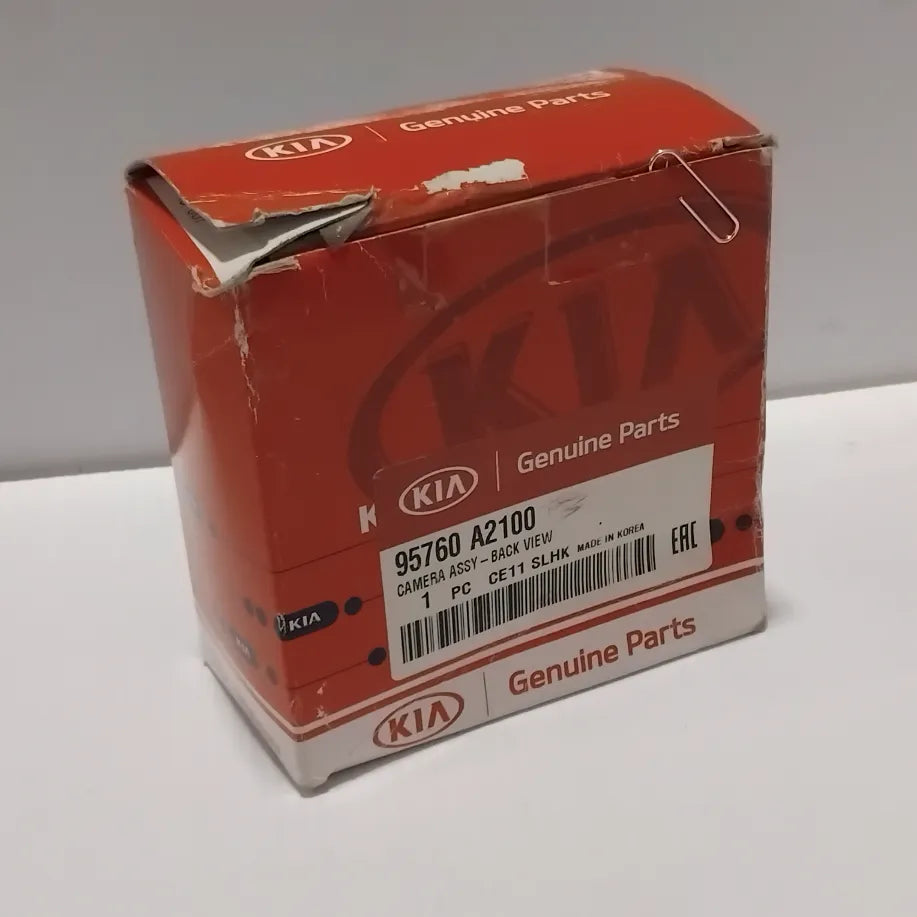 KIA Genuine Parts
KIA
KIA Genuine Parts
K
95760 A2100
CAMERA ASSY-BACK VIEW
1 PC CE11 SLHK MADE IN KOREA
EAC
KIA
KIA
KIA Genuine Parts